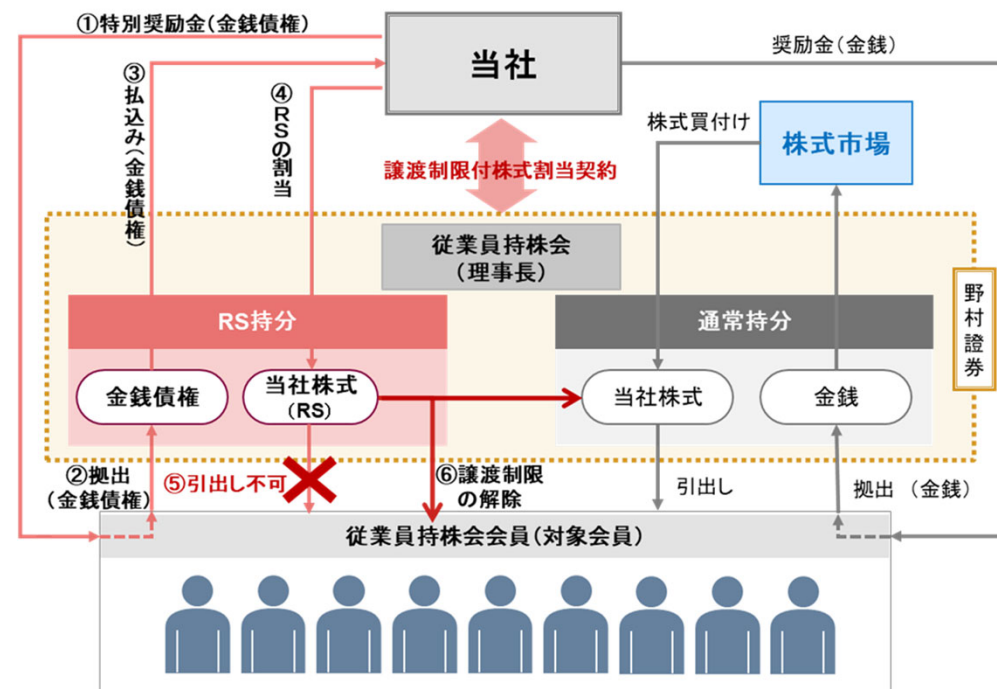 ①特別奨励金(金銭債権)
当社
奨励金(金銭)
③払込み(金銭債権)
④RSの割当
株式買付け
株式市場
譲渡制限付株式割当契約
従業員持株会
(理事長)
野村證券
RS持分
通常持分
金銭債権
当社株式
(RS)
当社株式
金銭
②拠出
(金銭債権)
⑤引出し不可
⑥譲渡制限
の解除
引出し
拠出 (金銭)
従業員持株会会員(対象会員)